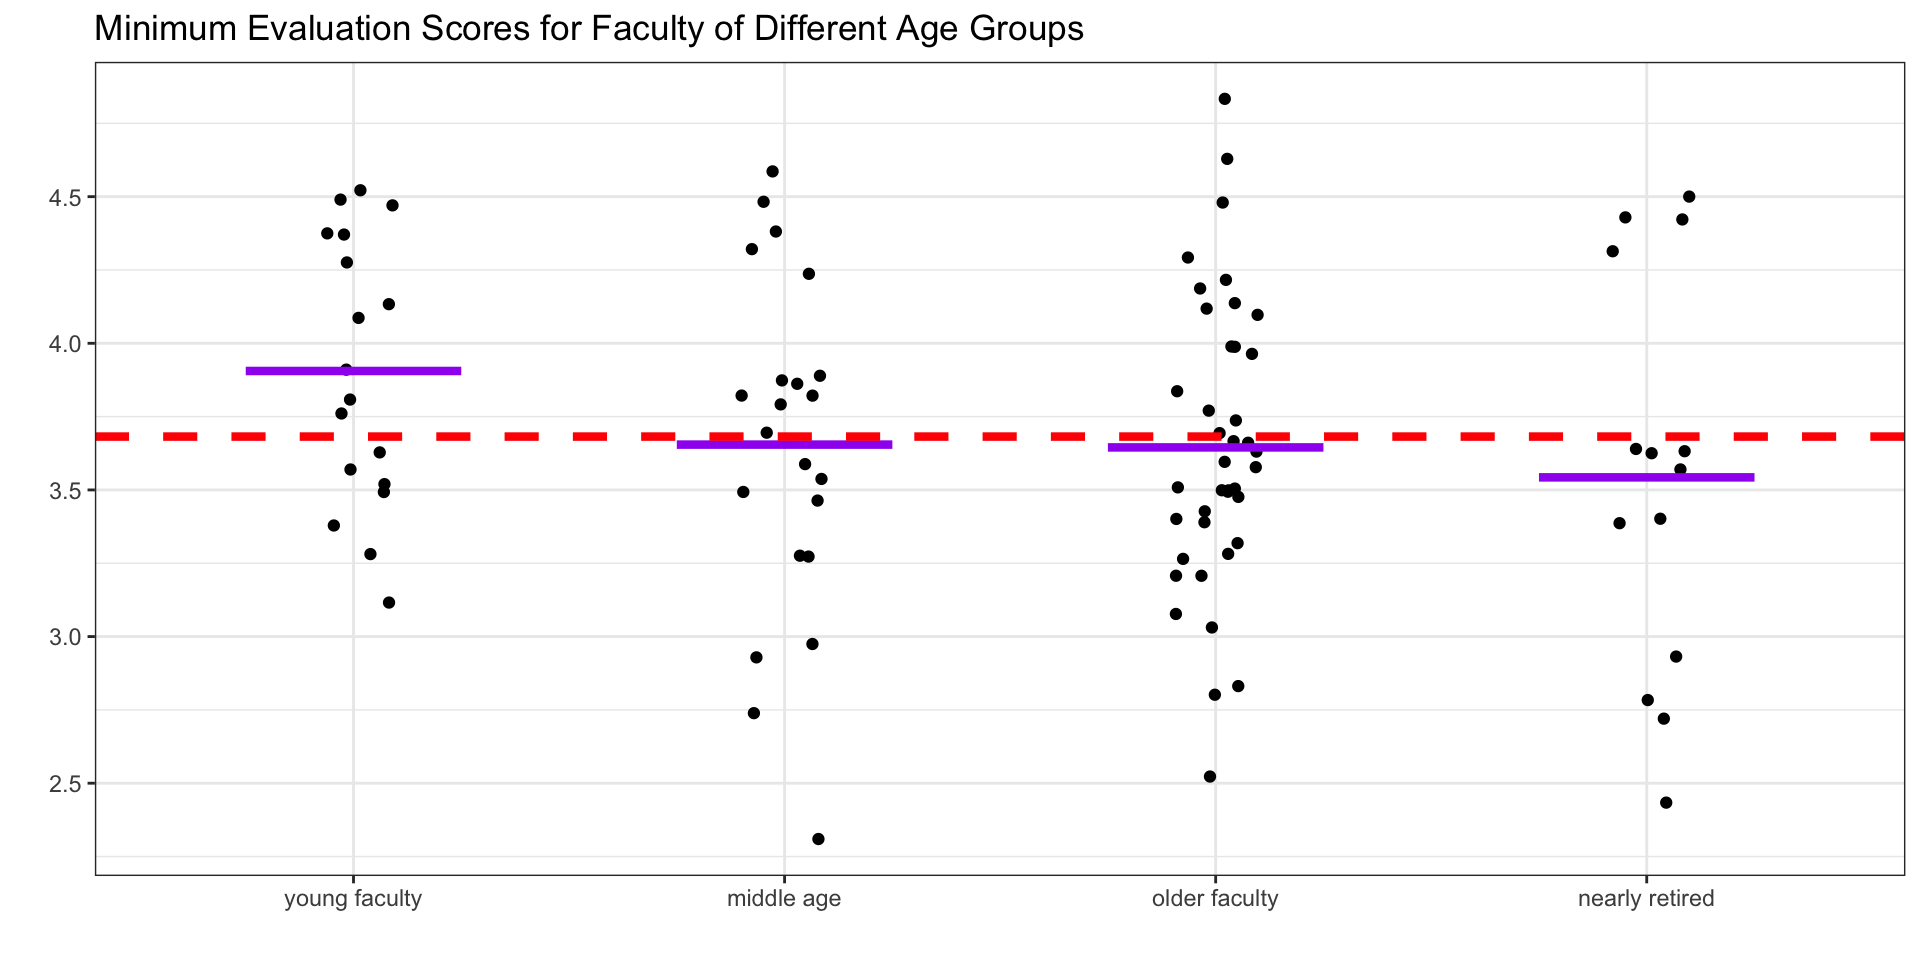 Minimum Evaluation Scores for Faculty of Different Age Groups
4.5
4.0
3.5
3.0
2.5
young faculty
middle age
older faculty
nearly retired